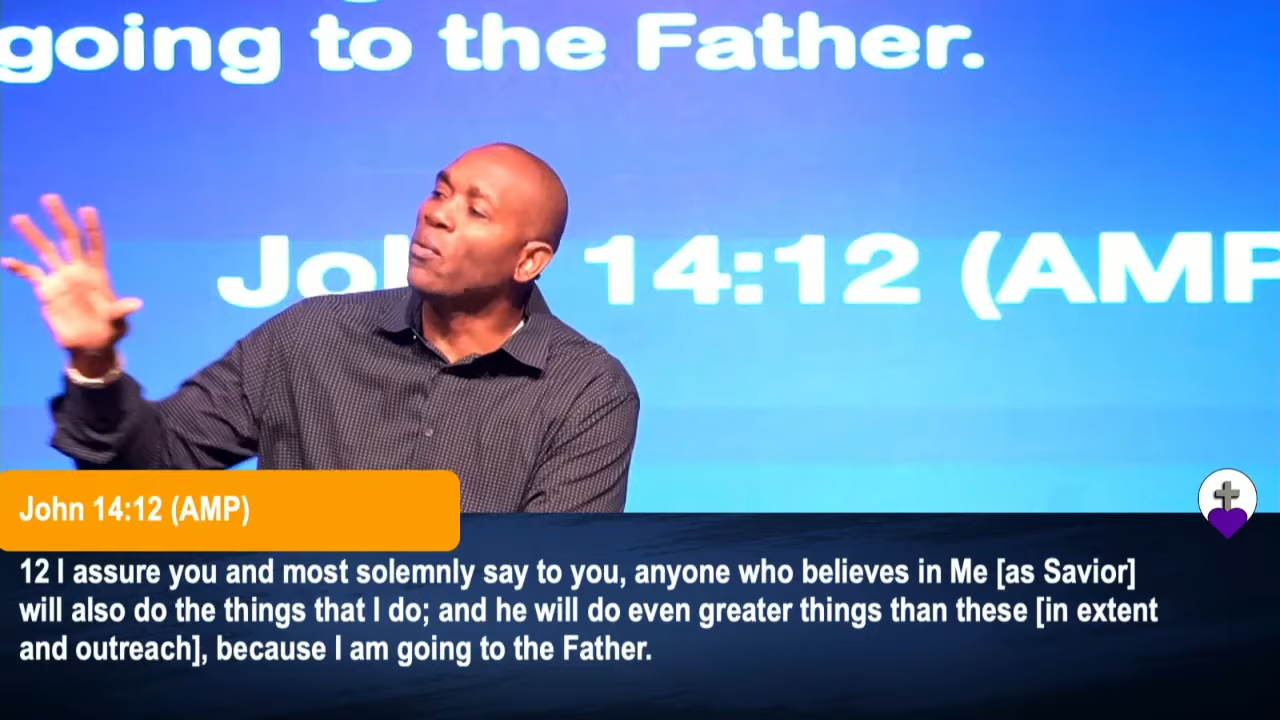 going to the Father.
14:12 (AMP
John 14:12 (AMP)
12 I assure you and most solemnly say to you, anyone who believes in Me [as Savior]
will also do the things that I do; and he will do even greater things than these [in extent
and outreach], because I am going to the Father.